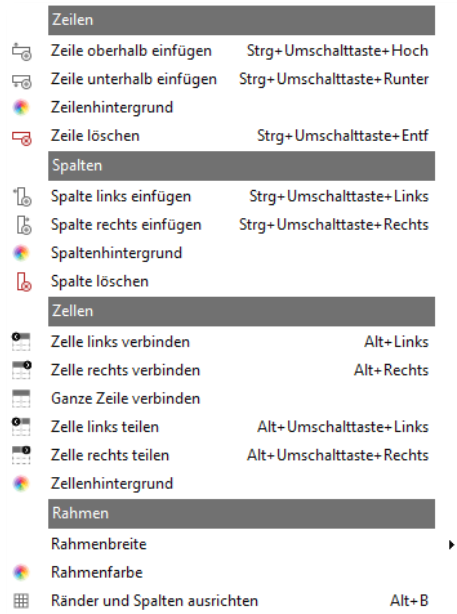 Zeilen
Zeile oberhalb einfügen Strg+Umschalttaste+Hoch
Zeile unterhalb einfügen Strg+Umschalttaste+Runter
Zeilenhintergrund
Zeile löschen Strg+Umschalttaste+Entf
Spalten
Spalte links einfügen Strg+Umschalttaste+Links
Spalte rechts einfügen Strg+Umschalttaste+Rechts
Spaltenhintergrund
Spalte löschen
Zellen
Zelle links verbinden Alt+Links
Zelle rechts verbinden Alt+Rechts
Ganze Zeile verbinden
Zelle links teilen Alt+Umschalttaste+Links
Zelle rechts teilen Alt+Umschalttaste+Rechts
Zellenhintergrund
Rahmen
Rahmenbreite
Rahmenfarbe
Ränder und Spalten ausrichten Alt+B